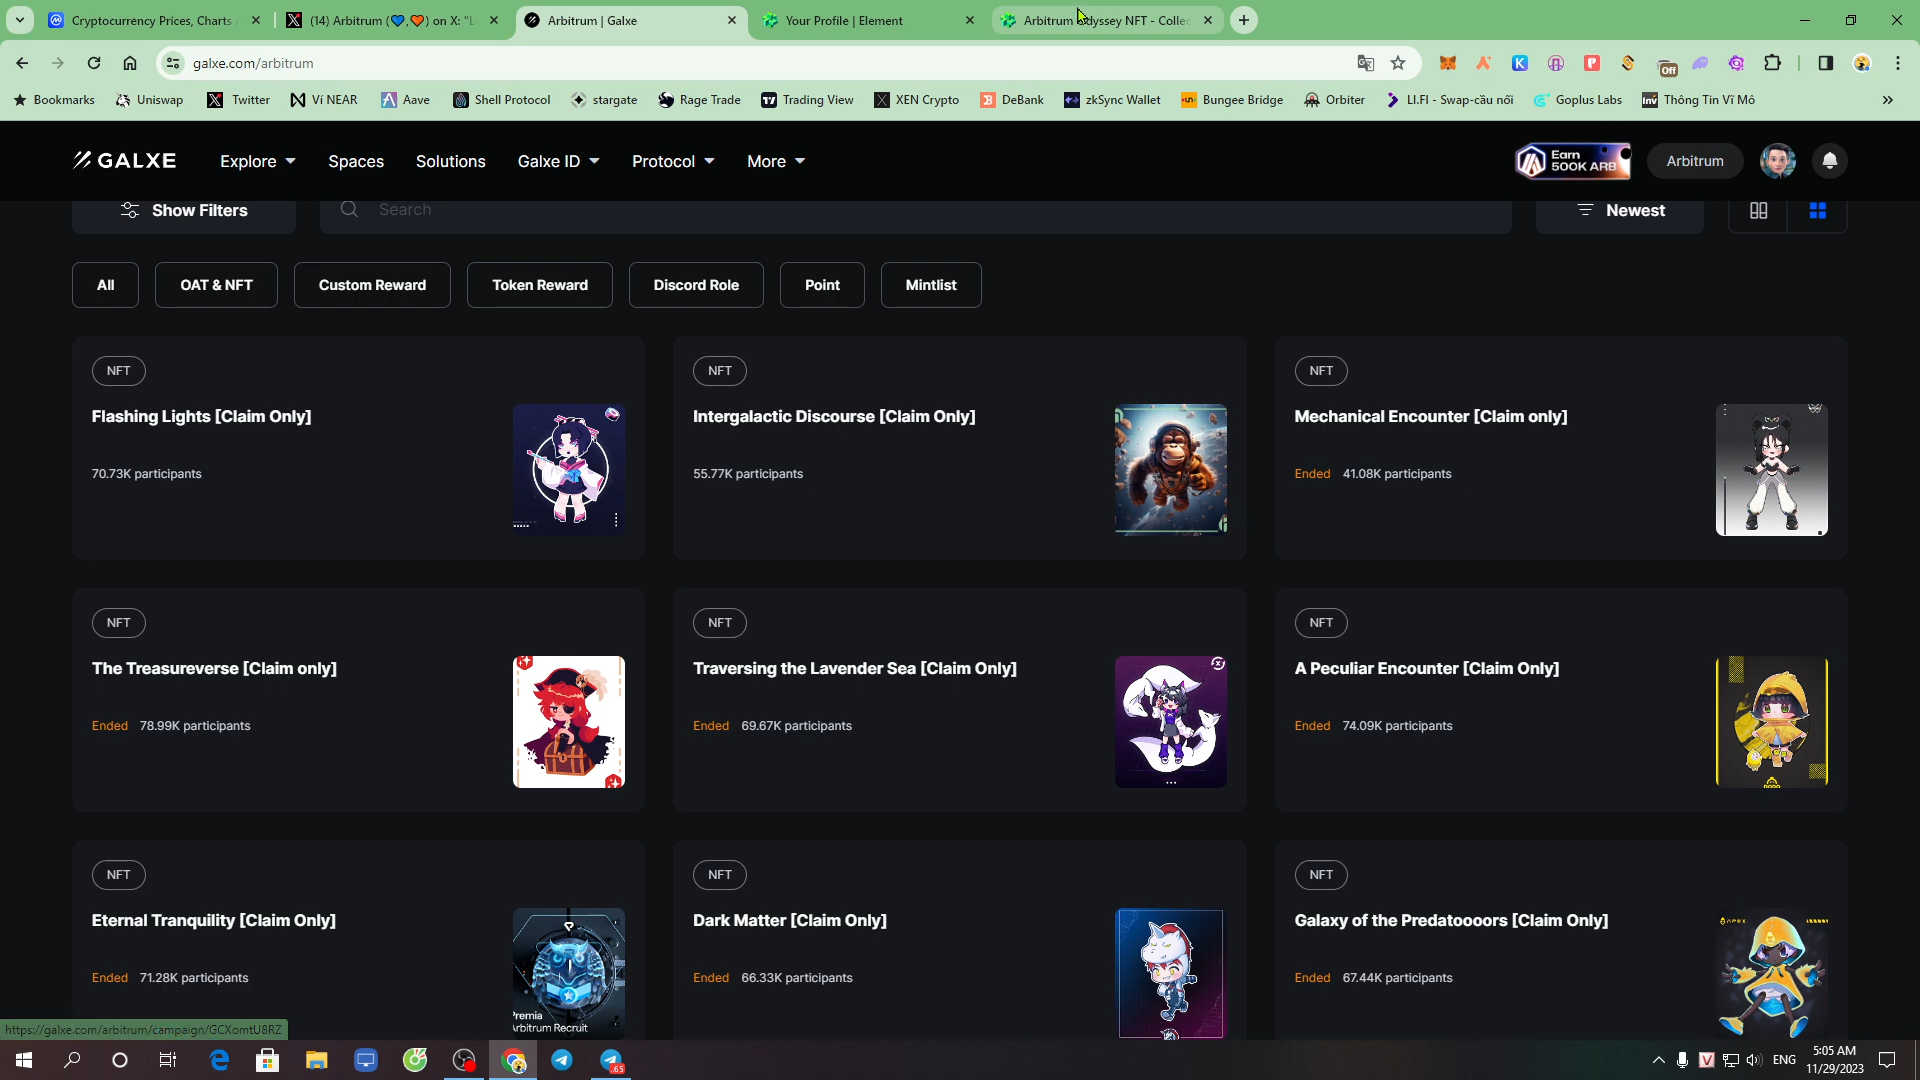 Cryptocurrency Prices, Charts
(14) Arbitrum (💙,🧡) on X: "L
Arbitrum | Galxe
Your Profile | Element
Arbitrum Odyssey NFT - Collec
galxe.com/arbitrum
Off
Bookmarks
Uniswap
Twitter
Ví NEAR
Aave
Shell Protocol
stargate
Rage Trade
Trading View
XEN Crypto
DeBank
zkSync Wallet
Bungee Bridge
Orbiter
LI.FI - Swap-cầu nối
Goplus Labs
Thông Tin Vĩ Mô
GALXE
Explore
Spaces
Solutions
Galxe ID
Protocol
More
Earn
500K ARB
Arbitrum
Show Filters
Search
Newest
All
OAT & NFT
Custom Reward
Token Reward
Discord Role
Point
Mintlist
NFT
Flashing Lights [Claim Only]
70.73K participants
NFT
Intergalactic Discourse [Claim Only]
55.77K participants
NFT
Mechanical Encounter [Claim only]
Ended 41.08K participants
NFT
The Treasureverse [Claim only]
Ended 78.99K participants
NFT
Traversing the Lavender Sea [Claim Only]
Ended 69.67K participants
NFT
A Peculiar Encounter [Claim Only]
Ended 74.09K participants
NFT
Eternal Tranquility [Claim Only]
Ended 71.28K participants
Premia
Arbitrum Recruit
NFT
Dark Matter [Claim Only]
Ended 66.33K participants
NFT
Galaxy of the Predatoooors [Claim Only]
Ended 67.44K participants
https://galxe.com/arbitrum/campaign/GCXomtU8RZ
65
ENG
5:05 AM
11/29/2023